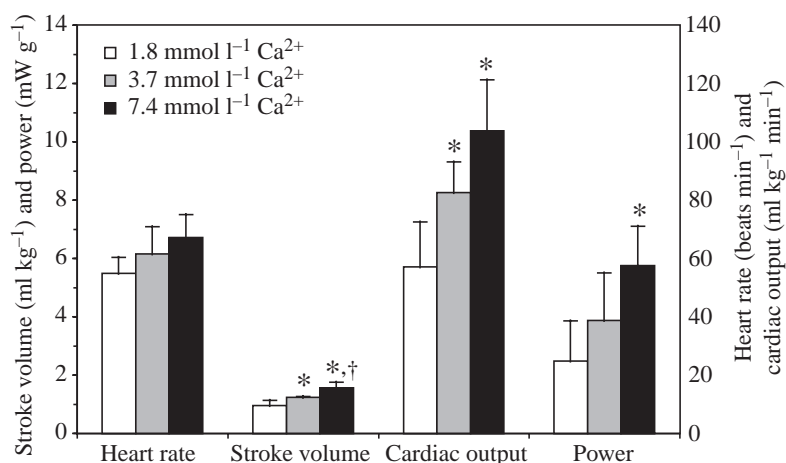 Stroke volume (ml kg⁻¹) and power (mW g⁻¹)
14
12
10
8
6
4
2
0
1.8 mmol l⁻¹ Ca²⁺
3.7 mmol l⁻¹ Ca²⁺
7.4 mmol l⁻¹ Ca²⁺
*
*,†
*
*
*
Heart rate
Stroke volume
Cardiac output
Power
140
120
100
80
60
40
20
0
Heart rate (beats min⁻¹) and
cardiac output (ml kg⁻¹ min⁻¹)